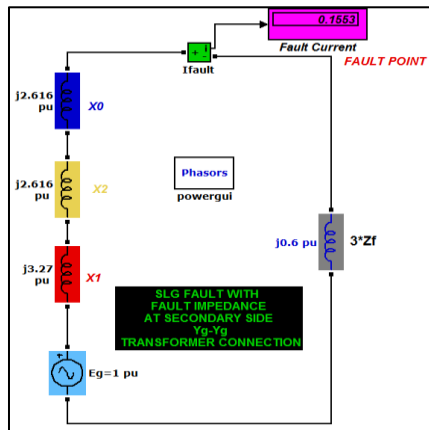 0.1553
Fault Current
FAULT POINT
+
i
-
Ifault
j2.616
pu
X0
Phasors
powergui
j2.616
pu
X2
j0.6 pu
3*Zf
j3.27
pu
X1
SLG FAULT WITH
FAULT IMPEDANCE
AT SECONDARY SIDE
Yg-Yg
TRANSFORMER CONNECTION
+
Eg=1 pu